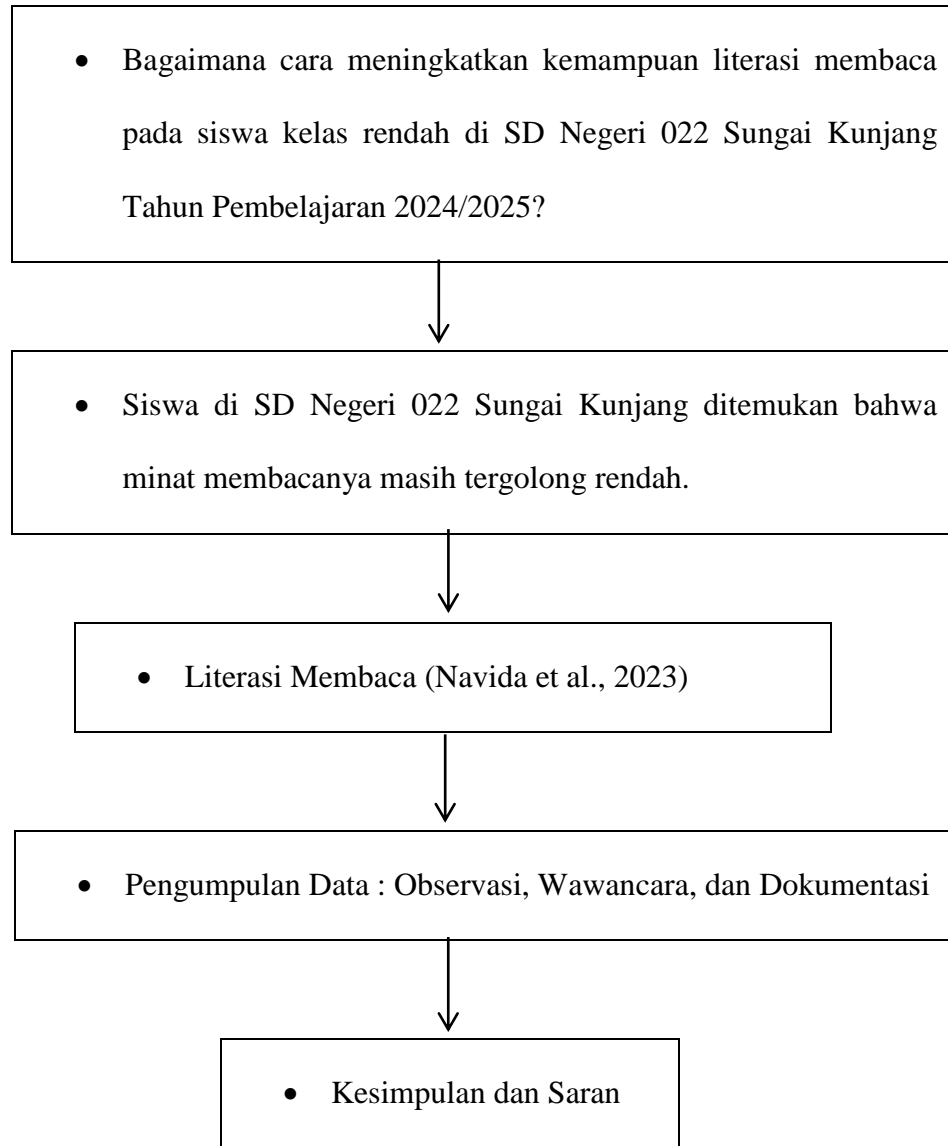 • Bagaimana cara meningkatkan kemampuan literasi membaca
pada siswa kelas rendah di SD Negeri 022 Sungai Kunjang
Tahun Pembelajaran 2024/2025?
• Siswa di SD Negeri 022 Sungai Kunjang ditemukan bahwa
minat membacanya masih tergolong rendah.
• Literasi Membaca (Navida et al., 2023)
• Pengumpulan Data : Observasi, Wawancara, dan Dokumentasi
• Kesimpulan dan Saran